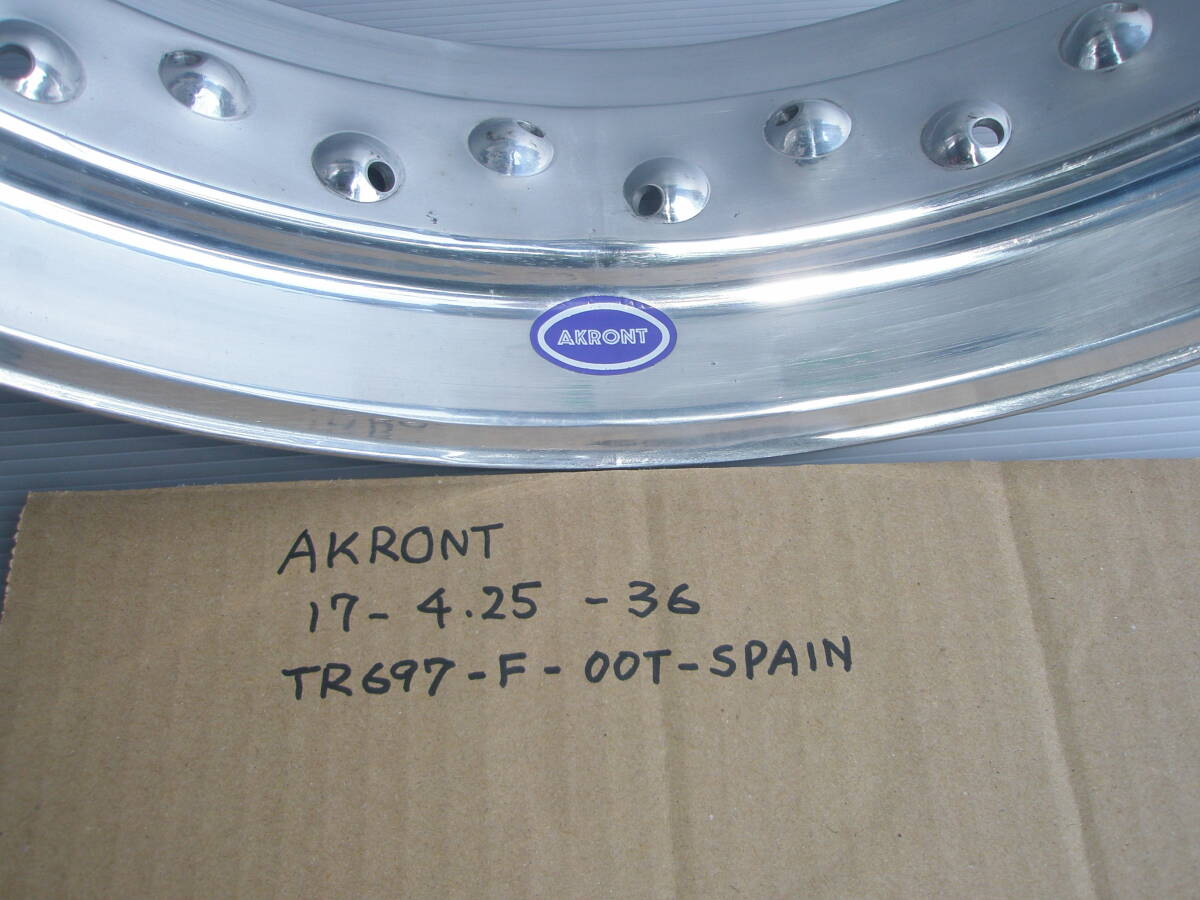 AKRONT
AKRONT
17-4.25-36
TR697-F-00T-SPAIN